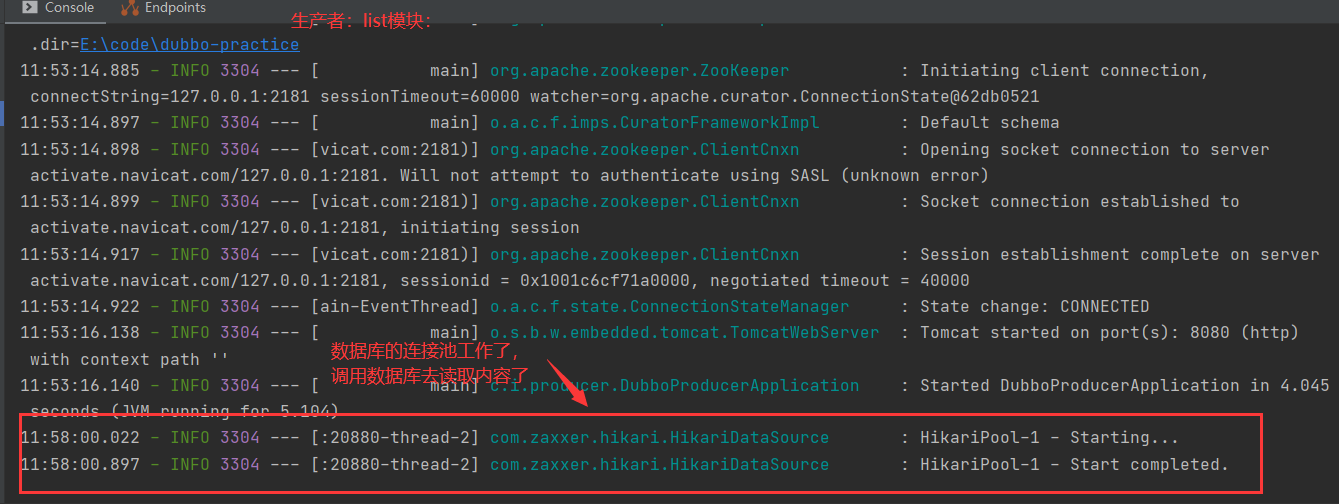 Console Endpoints
生产者：list模块：
.dir=E:\code\dubbo-practice
11:53:14.885 - INFO 3304 --- [           main] org.apache.zookeeper.ZooKeeper           : Initiating client connection,
connectString=127.0.0.1:2181 sessionTimeout=60000 watcher=org.apache.curator.ConnectionState@62db0521
11:53:14.897 - INFO 3304 --- [           main] o.a.c.f.imps.CuratorFrameworkImpl        : Default schema
11:53:14.898 - INFO 3304 --- [vicat.com:2181)] org.apache.zookeeper.ClientCnxn          : Opening socket connection to server
activate.navicat.com/127.0.0.1:2181. Will not attempt to authenticate using SASL (unknown error)
11:53:14.899 - INFO 3304 --- [vicat.com:2181)] org.apache.zookeeper.ClientCnxn          : Socket connection established to
activate.navicat.com/127.0.0.1:2181, initiating session
11:53:14.917 - INFO 3304 --- [vicat.com:2181)] org.apache.zookeeper.ClientCnxn          : Session establishment complete on server
activate.navicat.com/127.0.0.1:2181, sessionid = 0x1001c6cf71a0000, negotiated timeout = 40000
11:53:14.922 - INFO 3304 --- [ain-EventThread] o.a.c.f.state.ConnectionStateManager     : State change: CONNECTED
11:53:16.138 - INFO 3304 --- [           main] o.s.b.w.embedded.tomcat.TomcatWebServer  : Tomcat started on port(s): 8080 (http)
with context path ''
数据库的连接池工作了，
调用数据库去读取内容了
11:53:16.140 - INFO 3304 --- [           main] c.i.producer.DubboProducerApplication    : Started DubboProducerApplication in 4.045
seconds (JVM running for 5.104)
11:58:00.022 - INFO 3304 --- [:20880-thread-2] com.zaxxer.hikari.HikariDataSource       : HikariPool-1 - Starting...
11:58:00.897 - INFO 3304 --- [:20880-thread-2] com.zaxxer.hikari.HikariDataSource       : HikariPool-1 - Start completed.